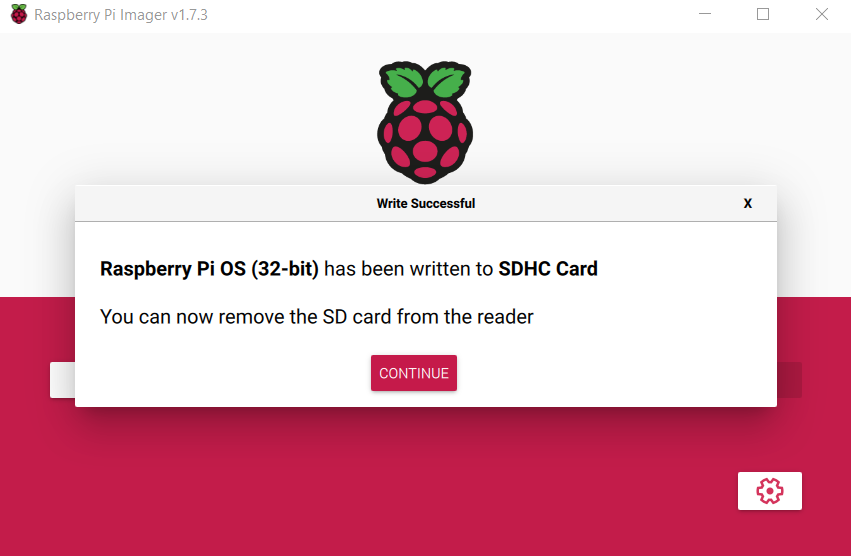 Raspberry Pi Imager v1.7.3
Write Successful
X
Raspberry Pi OS (32-bit) has been written to SDHC Card
You can now remove the SD card from the reader
CONTINUE